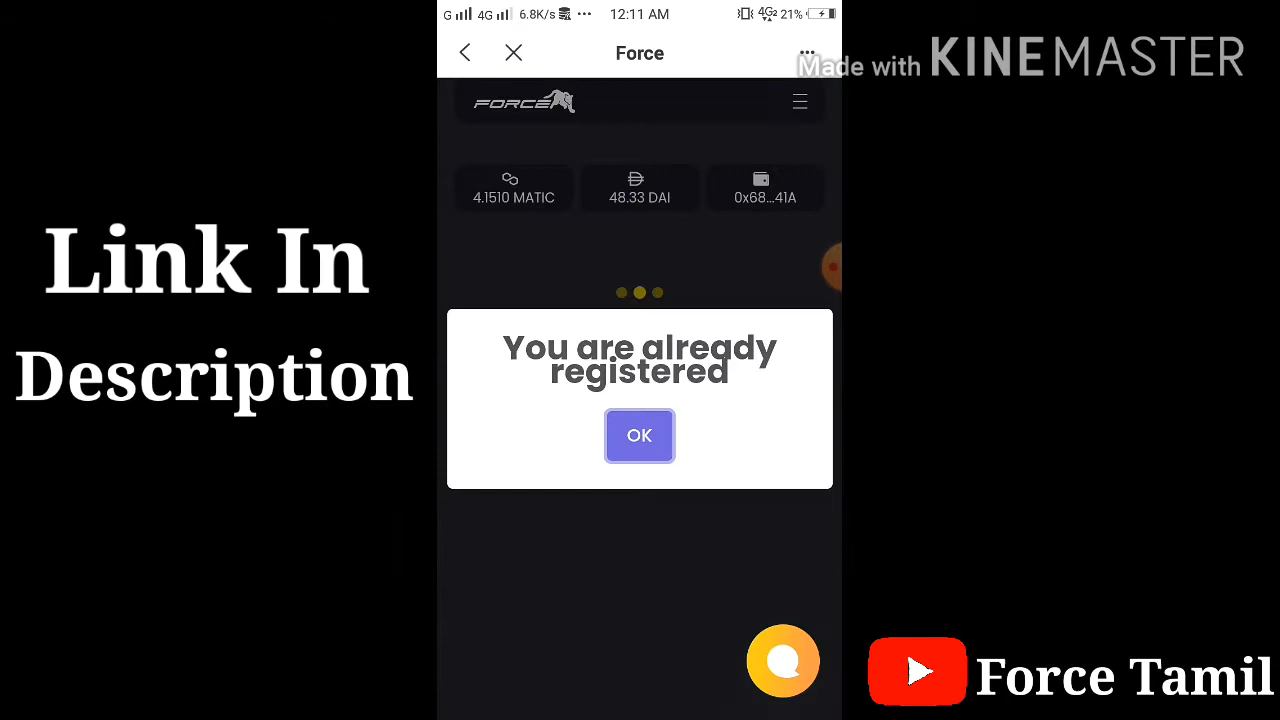 G 4G 6.8K/s ... 12:11 AM 4G2 21%
Force
Made with KINEMASTER
FORCE
4.1510 MATIC 48.33 DAI 0x68...41A
Link In
Description
You are already
registered
OK
Force Tamil